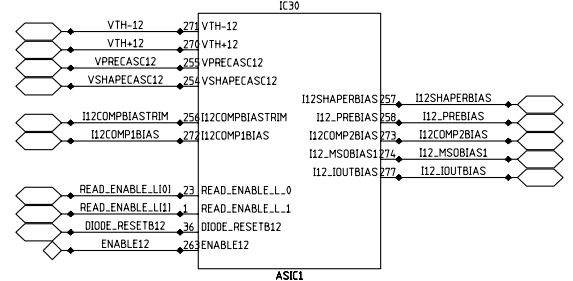 IC30
VTH-12 271 VTH-12
VTH+12 270 VTH+12
VPRECASC12 255 VPRECASC12
VSHAPECASC12 254 VSHAPECASC12
I12SHAPERBIAS 257 I12SHAPERBIAS
I12COMPBIASTRIM 256 I12COMPBIASTRIM I12_PREBIAS 258 I12_PREBIAS
I12COMP1BIAS 272 I12COMP1BIAS I12COMP2BIAS 273 I12COMP2BIAS
I12_MSOBIAS1 274 I12_MSOBIAS1
I12_IOUTBIAS 277 I12_IOUTBIAS
READ_ENABLE_L[0] 23 READ_ENABLE_L_0
READ_ENABLE_L[1] 1 READ_ENABLE_L_1
DIODE_RESETB12 36 DIODE_RESETB12
ENABLE12 263 ENABLE12
ASIC1